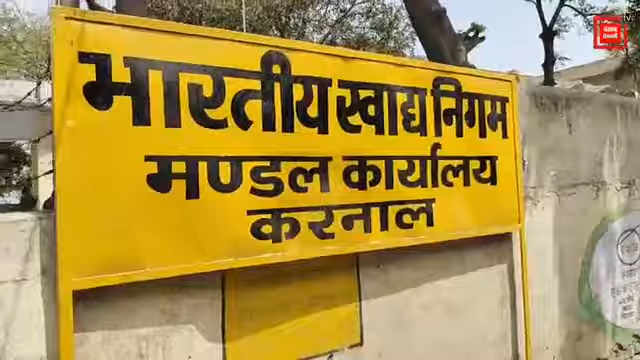 भारतीय खाद्य निगम
मण्डल कार्यालय
करनाल